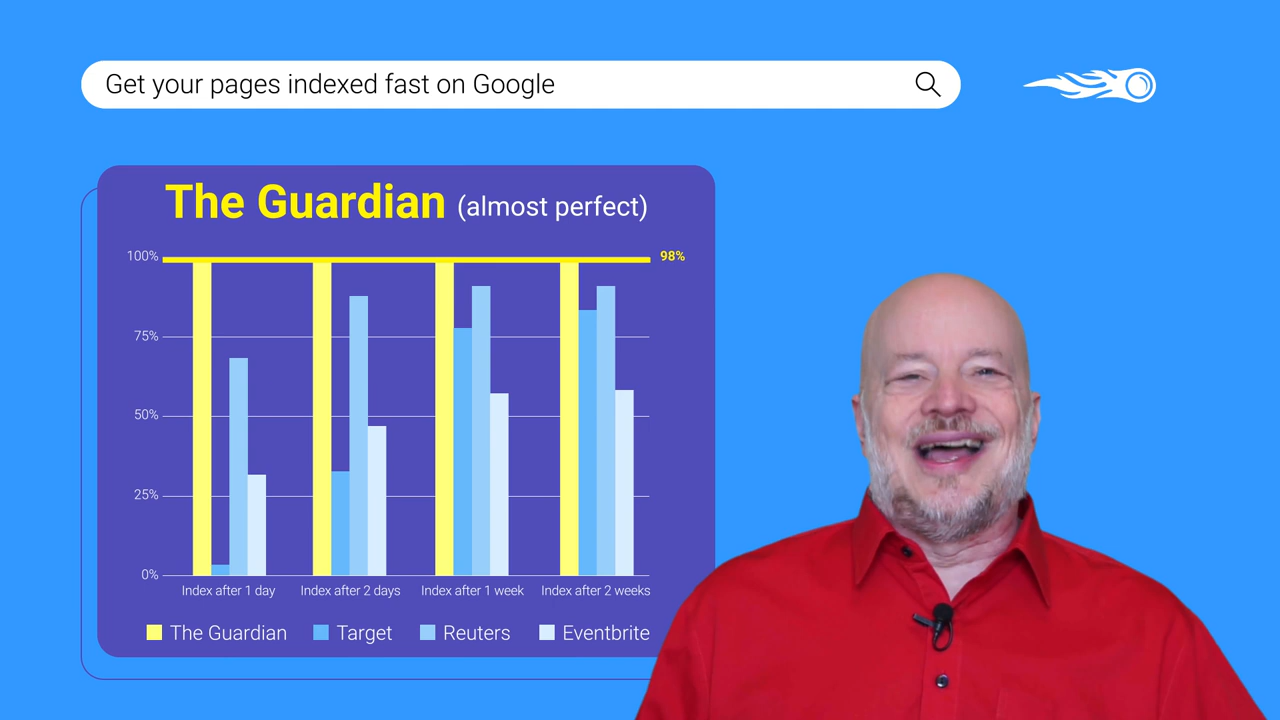 Get your pages indexed fast on Google
The Guardian (almost perfect)
100%
98%
75%
50%
25%
0%
Index after 1 day
Index after 2 days
Index after 1 week
Index after 2 weeks
The Guardian
Target
Reuters
Eventbrite